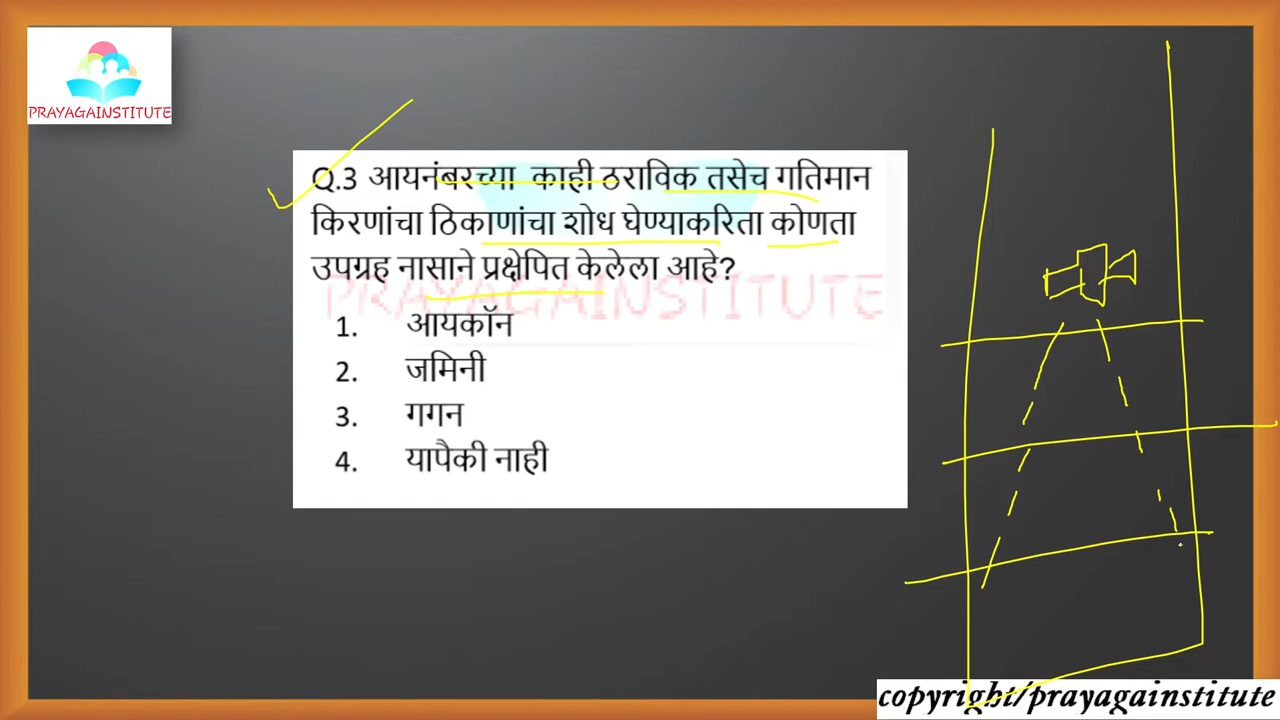 PRAYAGAINSTITUTE
Q.3 आयनंबरच्या काही ठराविक तसेच गतिमान
किरणांचा ठिकाणांचा शोध घेण्याकरिता कोणता
उपग्रह नासाने प्रक्षेपित केलेला आहे?
PRAYAGAINSTITUTE
1. आयकॉन
2. जमिनी
3. गगन
4. यापैकी नाही
copyright/prayagainstitute